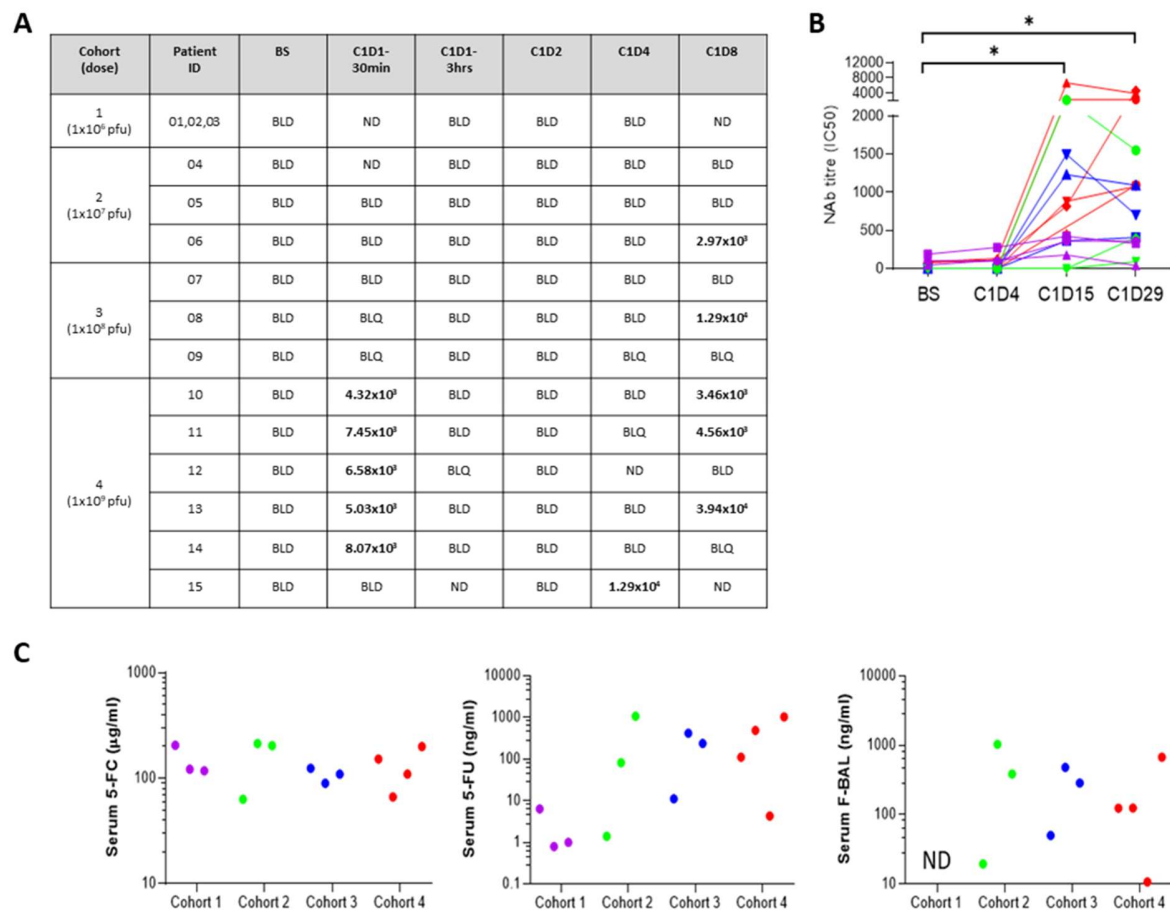 A
Cohort (dose) Patient ID BS C1D1-30min C1D1-3hrs C1D2 C1D4 C1D8
1 (1x10⁶ pfu) 01,02,03 BLD ND BLD BLD BLD ND
2 (1x10⁷ pfu) 04 BLD ND BLD BLD BLD BLD
05 BLD BLD BLD BLD BLD BLD
06 BLD BLD BLD BLD BLD 2.97x10³
3 (1x10⁸ pfu) 07 BLD BLD BLD BLD BLD BLD
08 BLD BLQ BLD BLD BLD 1.29x10⁴
09 BLD BLQ BLD BLD BLQ BLQ
4 (1x10⁹ pfu) 10 BLD 4.32x10³ BLD BLD BLD 3.46x10³
11 BLD 7.45x10³ BLD BLD BLQ 4.56x10³
12 BLD 6.58x10³ BLQ BLD ND BLD
13 BLD 5.03x10³ BLD BLD BLD 3.94x10⁴
14 BLD 8.07x10³ BLD BLD BLD BLQ
15 BLD BLD ND BLD 1.29x10⁴ ND
B
*
*
NAb titre (IC50)
12000
8000
4000
2000
1500
1000
500
0
BS C1D4 C1D15 C1D29
C
Serum 5-FC (µg/ml)
1000
100
10
Cohort 1 Cohort 2 Cohort 3 Cohort 4
Serum 5-FU (ng/ml)
10000
1000
100
10
1
0.1
Cohort 1 Cohort 2 Cohort 3 Cohort 4
Serum F-BAL (ng/ml)
10000
1000
100
10
ND
Cohort 1 Cohort 2 Cohort 3 Cohort 4